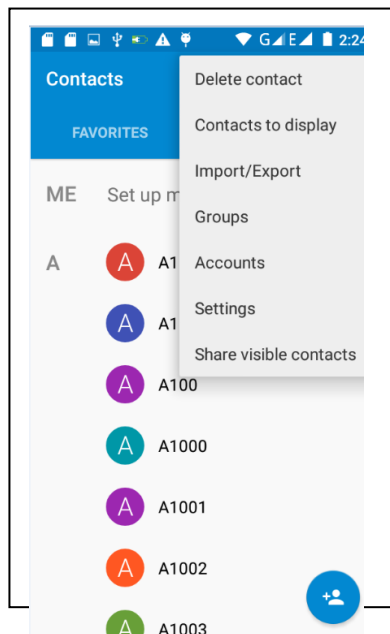 G E 2:24
Contacts
Delete contact
FAVORITES
Contacts to display
Import/Export
ME Set up m
Groups
A
A A1
Accounts
A A1
Settings
Share visible contacts
A A100
A A1000
A A1001
A A1002
A A1003